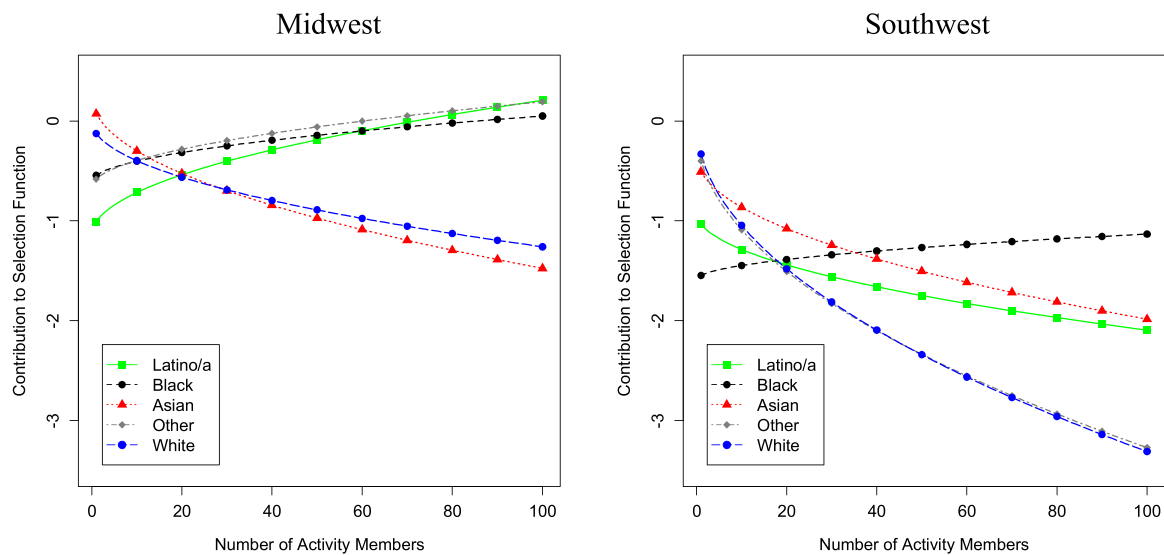 Midwest
Contribution to Selection Function
0
-1
-2
-3
Latino/a
Black
Asian
Other
White
0 20 40 60 80 100
Number of Activity Members
Southwest
Contribution to Selection Function
0
-1
-2
-3
Latino/a
Black
Asian
Other
White
0 20 40 60 80 100
Number of Activity Members